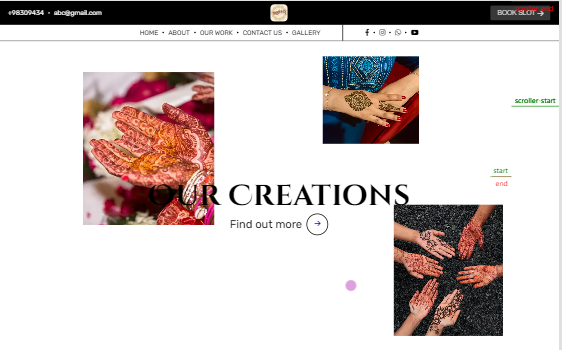 +98309434 • abc@gmail.com
BOOK SLOT →
HOME • ABOUT • OUR WORK • CONTACT US • GALLERY
scroller-start
start
end
OUR CREATIONS
Find out more →